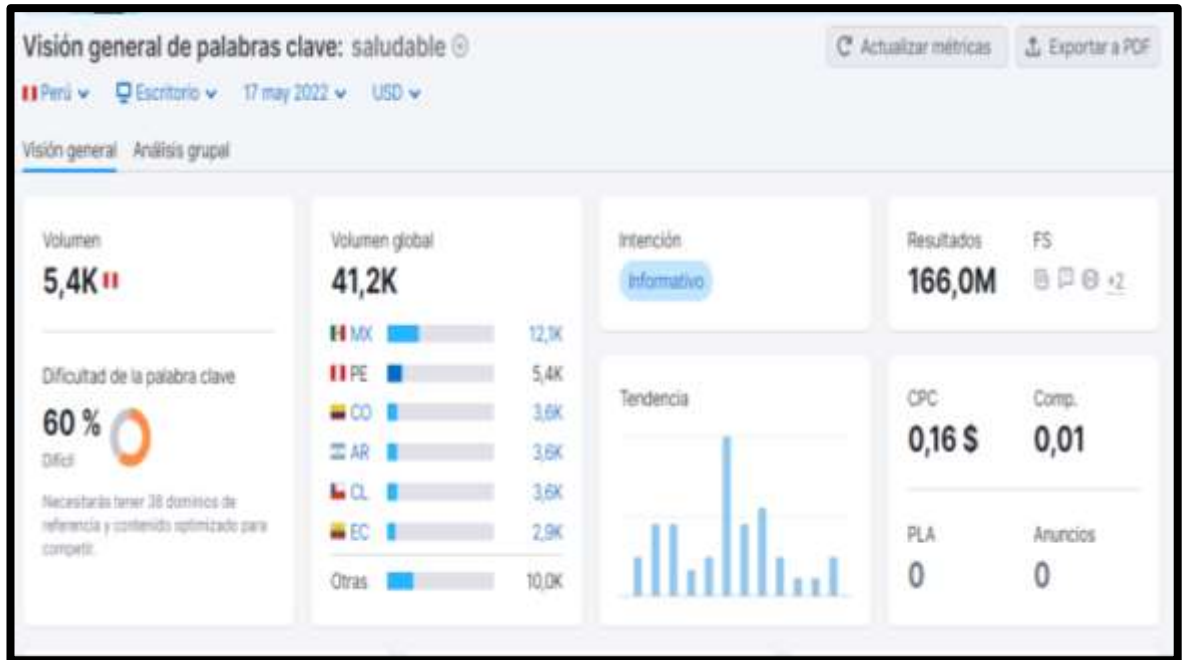 Visión general de palabras clave: saludable
Actualizar métricas
Exportar a PDF
Perú Escritorio 17 may 2022 USD
Visión general Análisis grupal
Volumen
5,4K
Dificultad de la palabra clave
60 %
Difícil
Necesitarás tener 38 dominios de
referencia y contenido optimizado para
competir.
Volumen global
41,2K
MX 12,1K
PE 5,4K
CO 3,6K
AR 3,6K
CL 3,6K
EC 2,9K
Otras 10,0K
Intención
Informativo
Tendencia
Resultados FS
166,0M +2
CPC Comp.
0,16 $ 0,01
PLA Anuncios
0 0